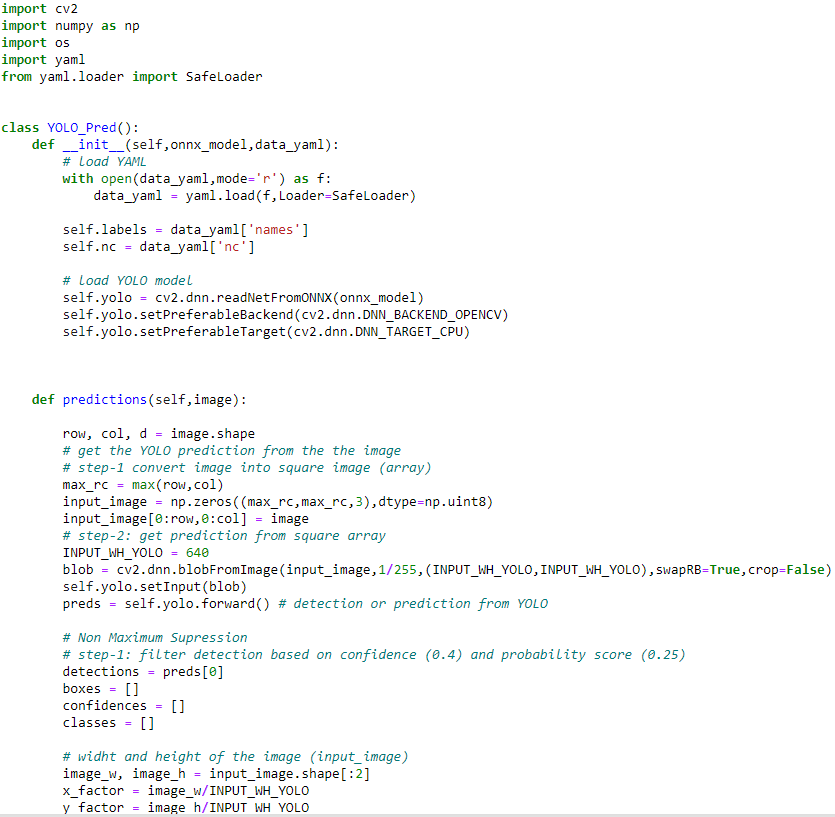 import cv2
import numpy as np
import os
import yaml
from yaml.loader import SafeLoader


class YOLO_Pred():
    def __init__(self,onnx_model,data_yaml):
        # load YAML
        with open(data_yaml,mode='r') as f:
            data_yaml = yaml.load(f,Loader=SafeLoader)

        self.labels = data_yaml['names']
        self.nc = data_yaml['nc']

        # load YOLO model
        self.yolo = cv2.dnn.readNetFromONNX(onnx_model)
        self.yolo.setPreferableBackend(cv2.dnn.DNN_BACKEND_OPENCV)
        self.yolo.setPreferableTarget(cv2.dnn.DNN_TARGET_CPU)



    def predictions(self,image):

        row, col, d = image.shape
        # get the YOLO prediction from the the image
        # step-1 convert image into square image (array)
        max_rc = max(row,col)
        input_image = np.zeros((max_rc,max_rc,3),dtype=np.uint8)
        input_image[0:row,0:col] = image
        # step-2: get prediction from square array
        INPUT_WH_YOLO = 640
        blob = cv2.dnn.blobFromImage(input_image,1/255,(INPUT_WH_YOLO,INPUT_WH_YOLO),swapRB=True,crop=False)
        self.yolo.setInput(blob)
        preds = self.yolo.forward() # detection or prediction from YOLO

        # Non Maximum Supression
        # step-1: filter detection based on confidence (0.4) and probability score (0.25)
        detections = preds[0]
        boxes = []
        confidences = []
        classes = []

        # widht and height of the image (input_image)
        image_w, image_h = input_image.shape[:2]
        x_factor = image_w/INPUT_WH_YOLO
        y_factor = image_h/INPUT_WH_YOLO